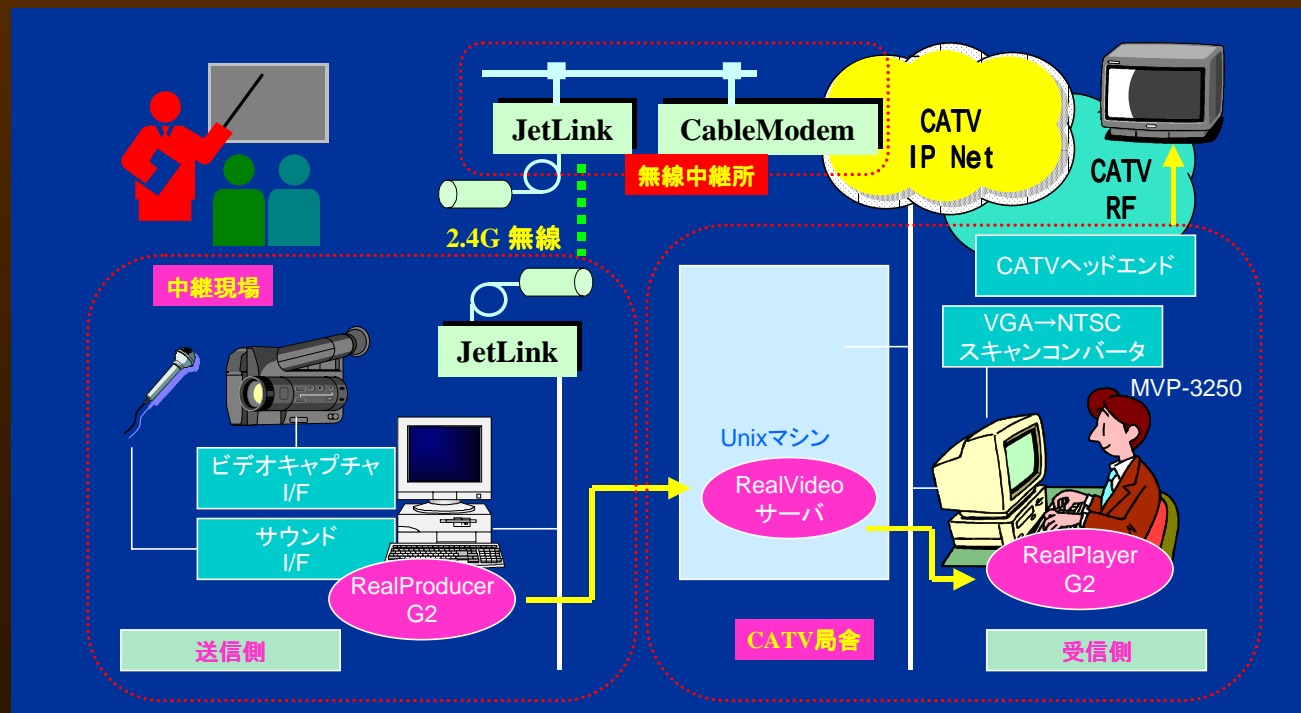 JetLink
CableModem
無線中継所
CATV
IP Net
CATV
RF
2.4G 無線
中継現場
JetLink
ビデオキャプチャ
I/F
サウンド
I/F
RealProducer
G2
送信側
CATVヘッドエンド
VGA→NTSC
スキャンコンバータ
MVP-3250
Unixマシン
RealVideo
サーバ
RealPlayer
G2
CATV局舎
受信側